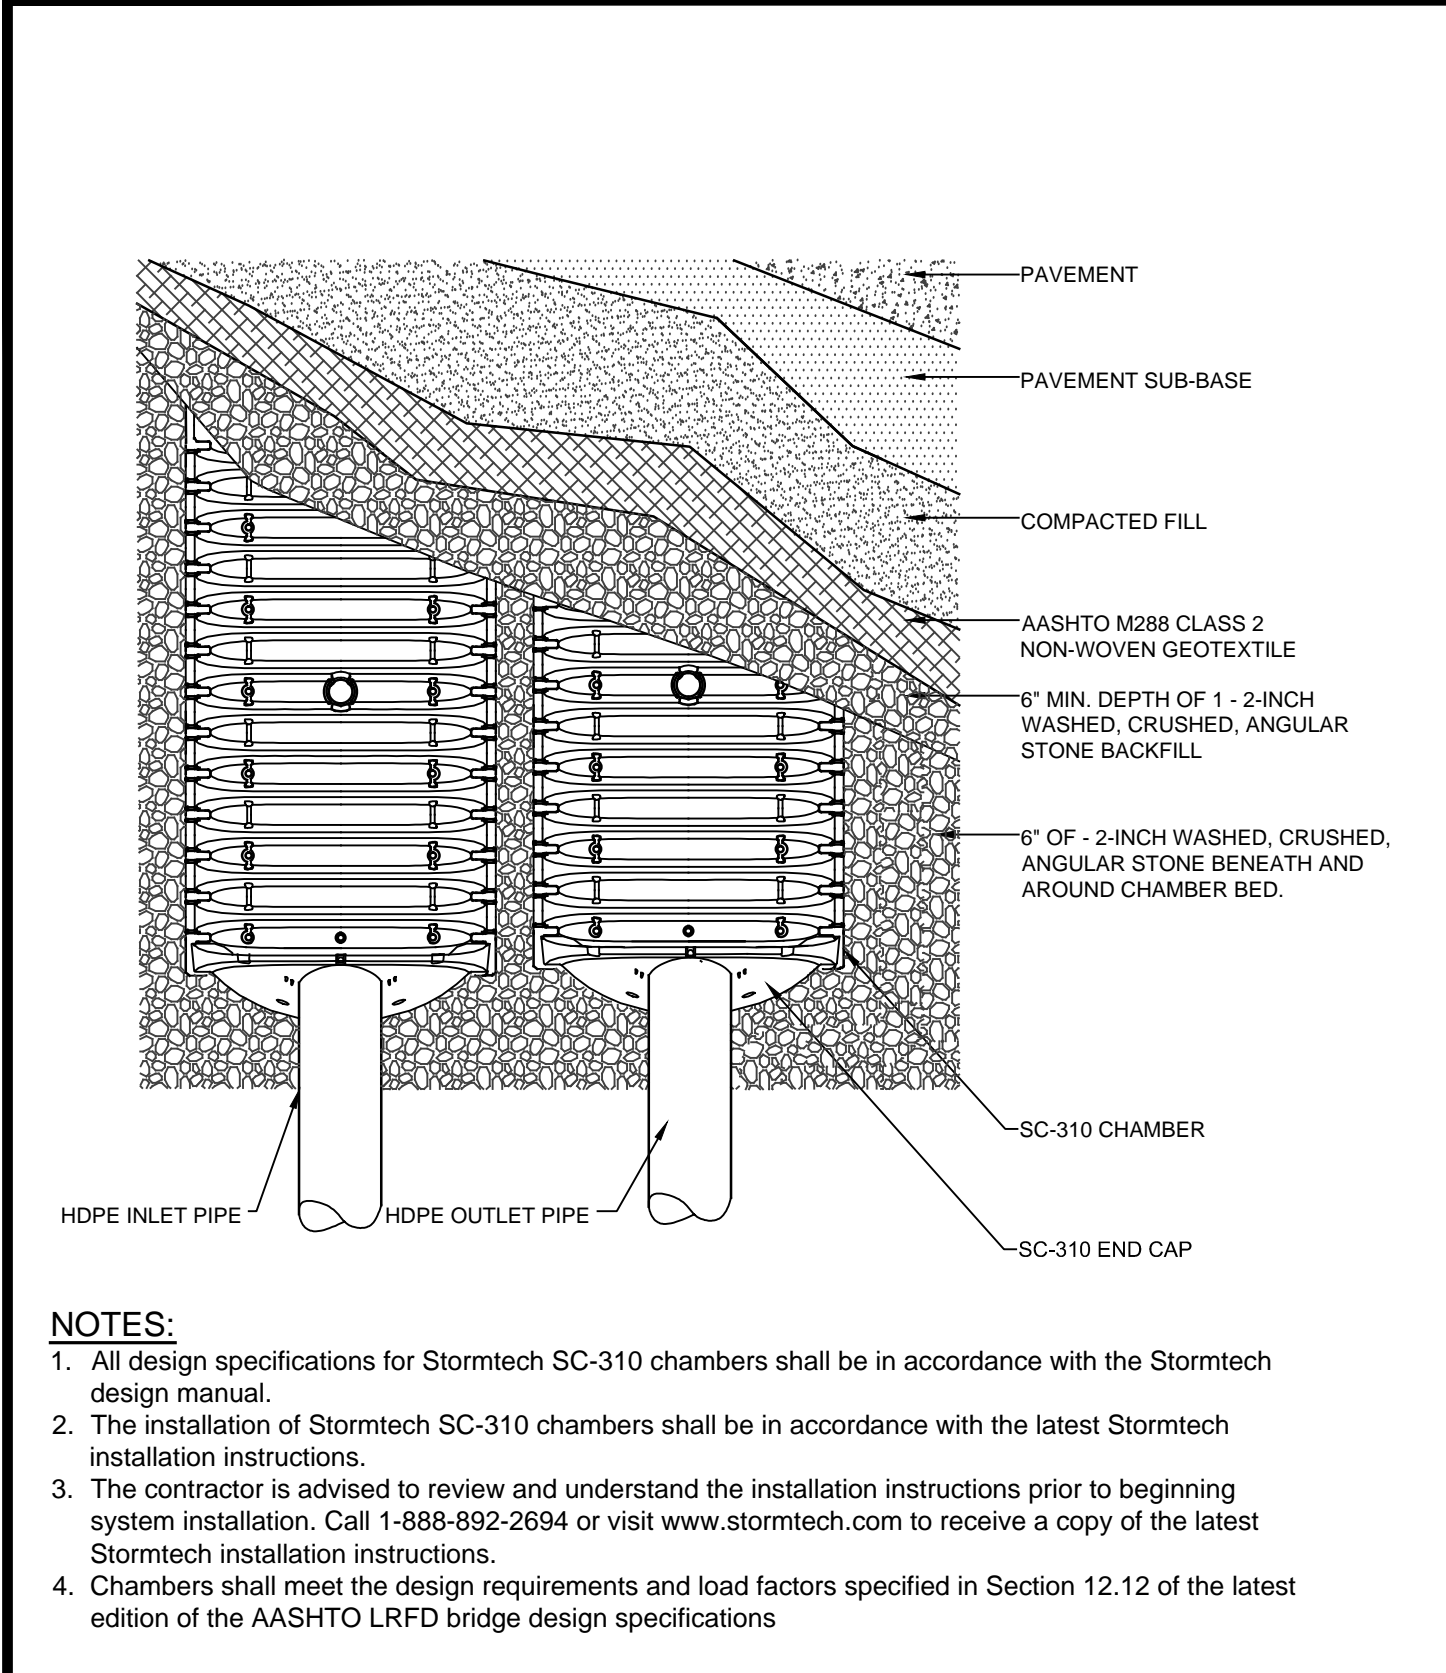 PAVEMENT
PAVEMENT SUB-BASE
COMPACTED FILL
AASHTO M288 CLASS 2
NON-WOVEN GEOTEXTILE
6" MIN. DEPTH OF 1 - 2-INCH
WASHED, CRUSHED, ANGULAR
STONE BACKFILL
6" OF - 2-INCH WASHED, CRUSHED,
ANGULAR STONE BENEATH AND
AROUND CHAMBER BED.
SC-310 CHAMBER
HDPE INLET PIPE
HDPE OUTLET PIPE
SC-310 END CAP
NOTES:
1. All design specifications for Stormtech SC-310 chambers shall be in accordance with the Stormtech
design manual.
2. The installation of Stormtech SC-310 chambers shall be in accordance with the latest Stormtech
installation instructions.
3. The contractor is advised to review and understand the installation instructions prior to beginning
system installation. Call 1-888-892-2694 or visit www.stormtech.com to receive a copy of the latest
Stormtech installation instructions.
4. Chambers shall meet the design requirements and load factors specified in Section 12.12 of the latest
edition of the AASHTO LRFD bridge design specifications